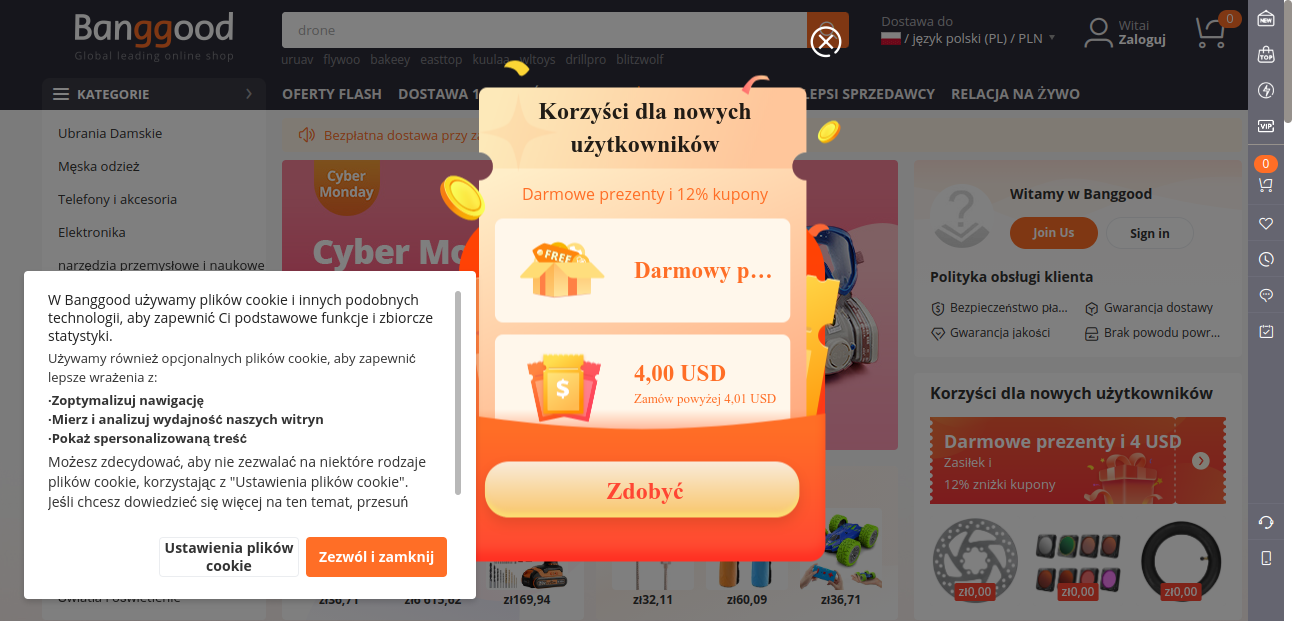 Banggood
Global leading online shop
drone
uruav flywoo bakeey easttop kuulaa wltoys drillpro blitzwolf
Dostawa do
/ język polski (PL) / PLN
Witai
Zaloguj
0
NEW
TOP
VIP
0
KATEGORIE
OFERTY FLASH
DOSTAWA 1
LEPSI SPRZEDAWCY
RELACJA NA ŻYWO
Ubrania Damskie
Męska odzież
Telefony i akcesoria
Elektronika
narzędzia przemysłowe i naukowe
Bezpłatna dostawa przy
Cyber
Monday
Cyber Mo
Korzyści dla nowych
użytkowników
Darmowe prezenty i 12% kupony
FREE
Darmowy p...
$
4,00 USD
Zamów powyżej 4,01 USD
Zdobyć
Witamy w Banggood
Join Us
Sign in
Polityka obsługi klienta
Bezpieczeństwo pła...
Gwarancja dostawy
Gwarancja jakości
Brak powodu powr...
Korzyści dla nowych użytkowników
Darmowe prezenty i 4 USD
Zasiłek i
12% zniżki kupony
zł0,00
zł0,00
zł0,00
W Banggood używamy plików cookie i innych podobnych
technologii, aby zapewnić Ci podstawowe funkcje i zbiorcze
statystyki.
Używamy również opcjonalnych plików cookie, aby zapewnić
lepsze wrażenia z:
·Zoptymalizuj nawigację
·Mierz i analizuj wydajność naszych witryn
·Pokaż spersonalizowaną treść
Możesz zdecydować, aby nie zezwalać na niektóre rodzaje
plików cookie, korzystając z "Ustawienia plików cookie".
Jeśli chcesz dowiedzieć się więcej na ten temat, przesuń
Ustawienia plików
cookie
Zezwól i zamknij
zł169,94
zł32,11
zł60,09
zł36,71